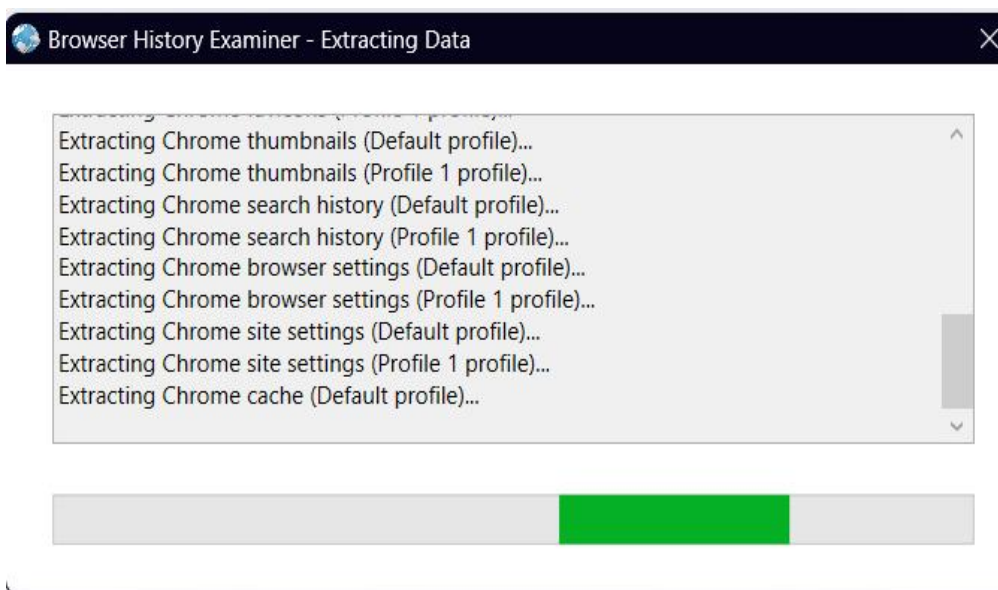 Browser History Examiner - Extracting Data
Extracting Chrome thumbnails (Default profile)...
Extracting Chrome thumbnails (Profile 1 profile)...
Extracting Chrome search history (Default profile)...
Extracting Chrome search history (Profile 1 profile)...
Extracting Chrome browser settings (Default profile)...
Extracting Chrome browser settings (Profile 1 profile)...
Extracting Chrome site settings (Default profile)...
Extracting Chrome site settings (Profile 1 profile)...
Extracting Chrome cache (Default profile)...